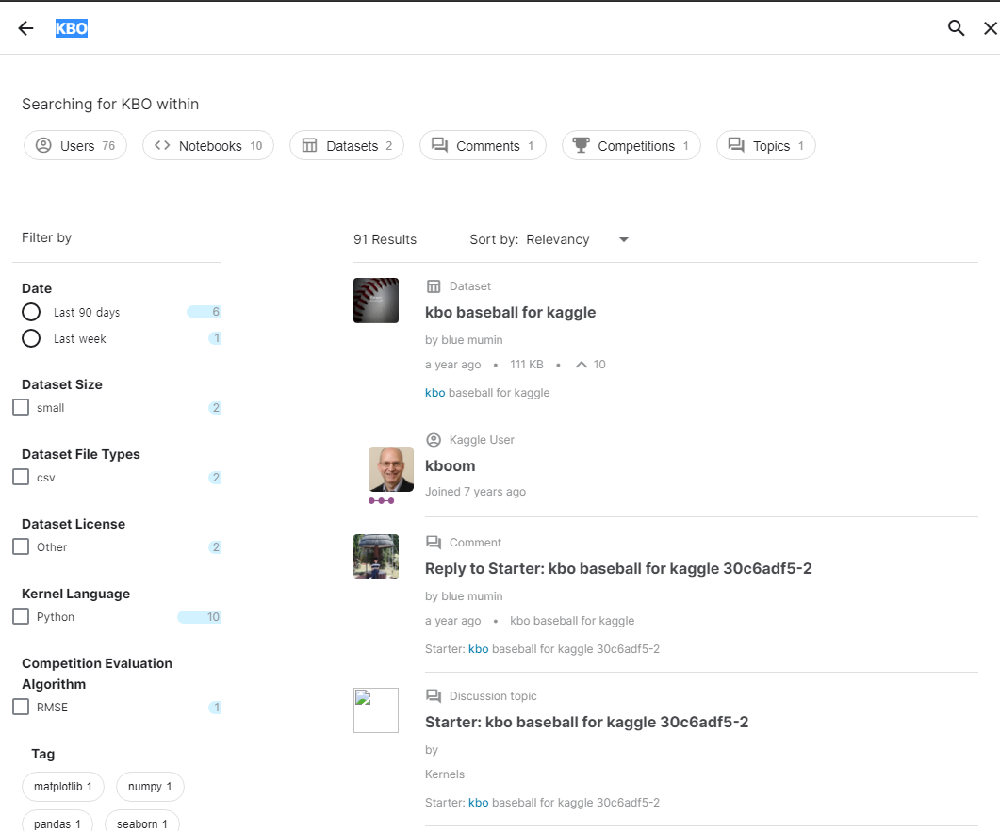 KBO
Searching for KBO within
Users 76
Notebooks 10
Datasets 2
Comments 1
Competitions 1
Topics 1
Filter by
Date
Last 90 days 6
Last week 1
Dataset Size
small 2
Dataset File Types
csv 2
Dataset License
Other 2
Kernel Language
Python 10
Competition Evaluation
Algorithm
RMSE 1
Tag
matplotlib 1
numpy 1
pandas 1
seaborn 1
91 Results
Sort by: Relevancy
Dataset
kbo baseball for kaggle
by blue mumin
a year ago • 111 KB • 10
kbo baseball for kaggle
Kaggle User
kboom
Joined 7 years ago
Comment
Reply to Starter: kbo baseball for kaggle 30c6adf5-2
by blue mumin
a year ago • kbo baseball for kaggle
Starter: kbo baseball for kaggle 30c6adf5-2
Discussion topic
Starter: kbo baseball for kaggle 30c6adf5-2
by
Kernels
Starter: kbo baseball for kaggle 30c6adf5-2